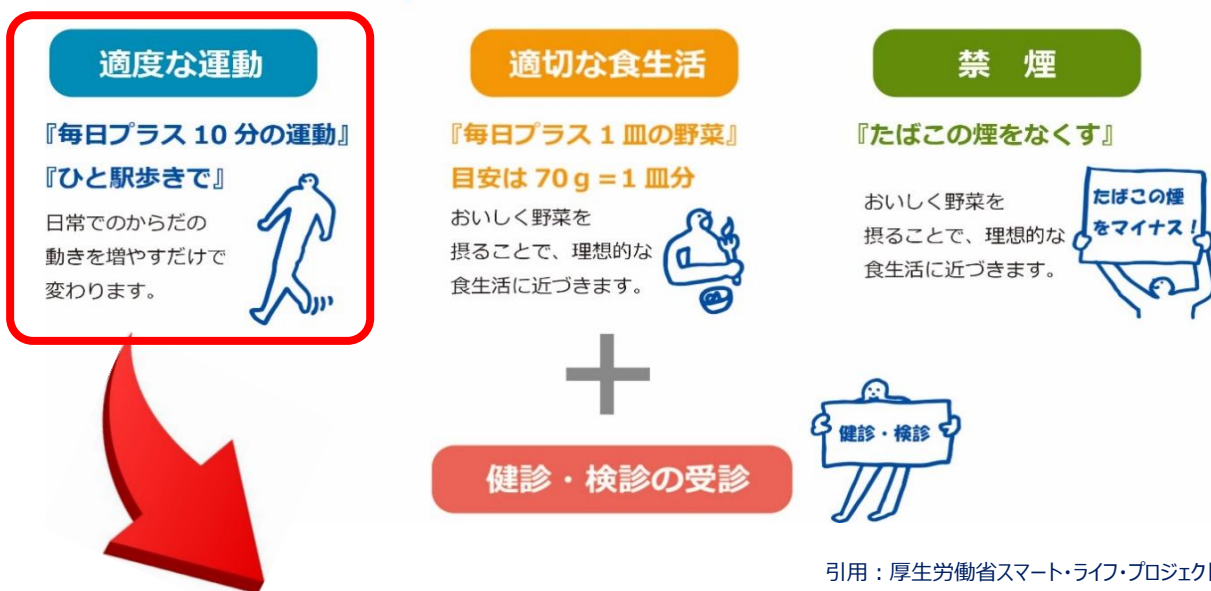 適度な運動
『毎日プラス 10 分の運動』
『ひと駅歩きで』
日常でのからだの
動きを増やすだけで
変わります。
適切な食生活
『毎日プラス 1 皿の野菜』
目安は 70 g = 1 皿分
おいしく野菜を
摂ることで、理想的な
食生活に近づきます。
禁 煙
『たばこの煙をなくす』
おいしく野菜を
摂ることで、理想的な
食生活に近づきます。
たばこの煙
をマイナス!
+
健診・検診の受診
健診・検診
引用:厚生労働省スマート・ライフ・プロジェクト